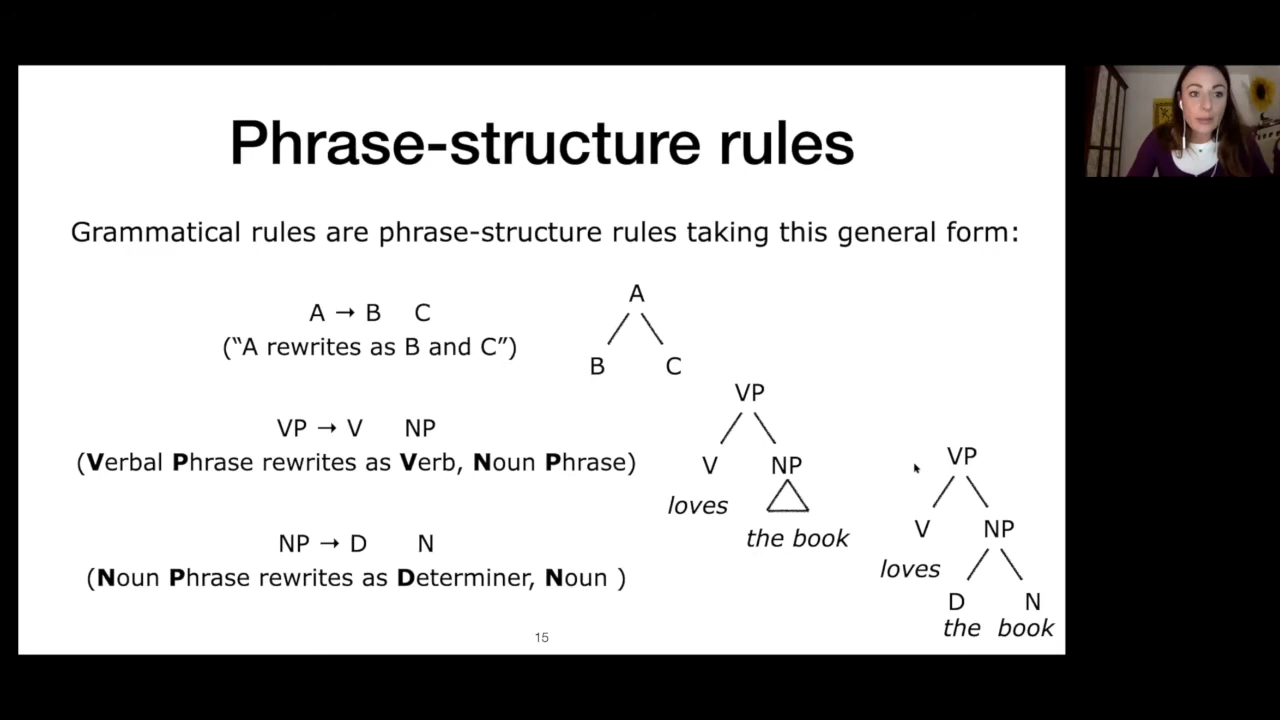 Phrase-structure rules
Grammatical rules are phrase-structure rules taking this general form:
A → B C
("A rewrites as B and C")
A
B C
VP → V NP
(Verbal Phrase rewrites as Verb, Noun Phrase)
VP
V NP
loves
the book
NP → D N
(Noun Phrase rewrites as Determiner, Noun )
VP
V NP
loves
D N
the book
15